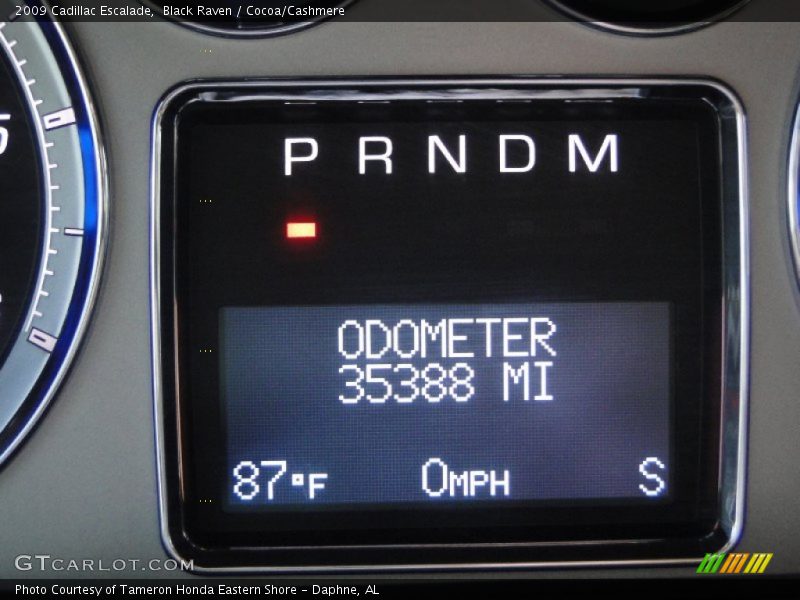 2009 Cadillac Escalade, Black Raven / Cocoa/Cashmere
5
P R N D M
ODOMETER
35388 MI
87°F 0MPH S
GTCARLOT.COM
Photo Courtesy of Tameron Honda Eastern Shore - Daphne, AL